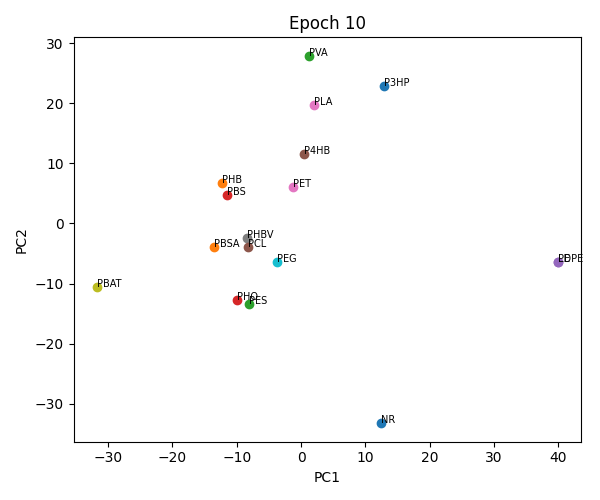 Epoch 10
PVA
P3HP
PLA
P4HB
PET
PHB
PBS
PHBV
PBSA
PCL
PEG
PBAT
PHO
PES
NR
30
20
10
0
−10
−20
−30
PC2
−30
−20
−10
0
10
20
30
40
PC1